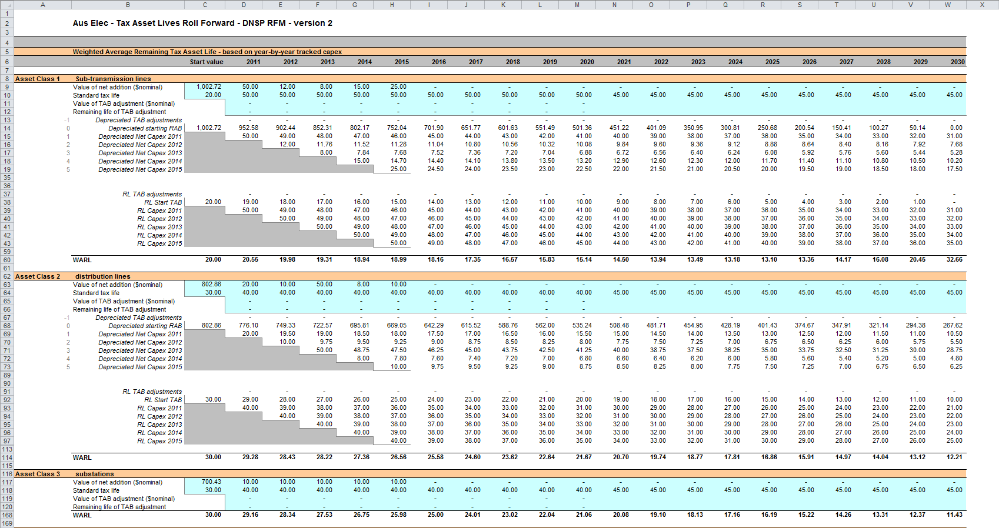 A B C D E F G H I J K L M N O P Q R S T U V W X
1
2 Aus Elec - Tax Asset Lives Roll Forward - DNSP RFM - version 2
3
4
5 Weighted Average Remaining Tax Asset Life - based on year-by-year tracked capex
6 Start value 2011 2012 2013 2014 2015 2016 2017 2018 2019 2020 2021 2022 2023 2024 2025 2026 2027 2028 2029 2030
7
8 Asset Class 1 Sub-transmission lines
9 Value of net addition ($nominal) 1,002.72 50.00 12.00 8.00 15.00 25.00 - - - - - - - - - - - - - - -
10 Standard tax life 20.00 50.00 50.00 50.00 50.00 50.00 50.00 50.00 50.00 50.00 50.00 45.00 45.00 45.00 45.00 45.00 45.00 45.00 45.00 45.00 45.00
11 Value of TAB adjustment ($nominal) - - - - - - - - - -
12 Remaining life of TAB adjustment - - - - - - - - - -
13 -1 Depreciated TAB adjustments - - - - - - - - - - - - - - - - - - - -
14 0 Depreciated starting RAB 1,002.72 952.58 902.44 852.31 802.17 752.04 701.90 651.77 601.63 551.49 501.36 451.22 401.09 350.95 300.81 250.68 200.54 150.41 100.27 50.14 0.00
15 1 Depreciated Net Capex 2011 50.00 49.00 48.00 47.00 46.00 45.00 44.00 43.00 42.00 41.00 40.00 39.00 38.00 37.00 36.00 35.00 34.00 33.00 32.00 31.00
16 2 Depreciated Net Capex 2012 12.00 11.76 11.52 11.28 11.04 10.80 10.56 10.32 10.08 9.84 9.60 9.36 9.12 8.88 8.64 8.40 8.16 7.92 7.68
17 3 Depreciated Net Capex 2013 8.00 7.84 7.68 7.52 7.36 7.20 7.04 6.88 6.72 6.56 6.40 6.24 6.08 5.92 5.76 5.60 5.44 5.28
18 4 Depreciated Net Capex 2014 15.00 14.70 14.40 14.10 13.80 13.50 13.20 12.90 12.60 12.30 12.00 11.70 11.40 11.10 10.80 10.50 10.20
19 5 Depreciated Net Capex 2015 25.00 24.50 24.00 23.50 23.00 22.50 22.00 21.50 21.00 20.50 20.00 19.50 19.00 18.50 18.00 17.50
35
36
37 RL TAB adjustments - - - - - - - - - - - - - - - - - - - -
38 RL Start TAB 20.00 19.00 18.00 17.00 16.00 15.00 14.00 13.00 12.00 11.00 10.00 9.00 8.00 7.00 6.00 5.00 4.00 3.00 2.00 1.00 -
39 RL Capex 2011 50.00 49.00 48.00 47.00 46.00 45.00 44.00 43.00 42.00 41.00 40.00 39.00 38.00 37.00 36.00 35.00 34.00 33.00 32.00 31.00
40 RL Capex 2012 50.00 49.00 48.00 47.00 46.00 45.00 44.00 43.00 42.00 41.00 40.00 39.00 38.00 37.00 36.00 35.00 34.00 33.00 32.00
41 RL Capex 2013 50.00 49.00 48.00 47.00 46.00 45.00 44.00 43.00 42.00 41.00 40.00 39.00 38.00 37.00 36.00 35.00 34.00 33.00
42 RL Capex 2014 50.00 49.00 48.00 47.00 46.00 45.00 44.00 43.00 42.00 41.00 40.00 39.00 38.00 37.00 36.00 35.00 34.00
43 RL Capex 2015 50.00 49.00 48.00 47.00 46.00 45.00 44.00 43.00 42.00 41.00 40.00 39.00 38.00 37.00 36.00 35.00
59
60 WARL 20.00 20.55 19.98 19.31 18.94 18.99 18.16 17.35 16.57 15.83 15.14 14.50 13.94 13.49 13.18 13.10 13.35 14.17 16.08 20.45 32.66
61
62 Asset Class 2 distribution lines
63 Value of net addition ($nominal) 802.86 20.00 10.00 50.00 8.00 10.00 - - - - - - - - - - - - - - -
64 Standard tax life 30.00 40.00 40.00 40.00 40.00 40.00 40.00 40.00 40.00 40.00 40.00 45.00 45.00 45.00 45.00 45.00 45.00 45.00 45.00 45.00 45.00
65 Value of TAB adjustment ($nominal) - - - - - - - - - -
66 Remaining life of TAB adjustment - - - - - - - - - -
67 -1 Depreciated TAB adjustments - - - - - - - - - - - - - - - - - - - -
68 0 Depreciated starting RAB 802.86 776.10 749.33 722.57 695.81 669.05 642.29 615.52 588.76 562.00 535.24 508.48 481.71 454.95 428.19 401.43 374.67 347.91 321.14 294.38 267.62
69 1 Depreciated Net Capex 2011 20.00 19.50 19.00 18.50 18.00 17.50 17.00 16.50 16.00 15.50 15.00 14.50 14.00 13.50 13.00 12.50 12.00 11.50 11.00 10.50
70 2 Depreciated Net Capex 2012 10.00 9.75 9.50 9.25 9.00 8.75 8.50 8.25 8.00 7.75 7.50 7.25 7.00 6.75 6.50 6.25 6.00 5.75 5.50
71 3 Depreciated Net Capex 2013 50.00 48.75 47.50 46.25 45.00 43.75 42.50 41.25 40.00 38.75 37.50 36.25 35.00 33.75 32.50 31.25 30.00 28.75
72 4 Depreciated Net Capex 2014 8.00 7.80 7.60 7.40 7.20 7.00 6.80 6.60 6.40 6.20 6.00 5.80 5.60 5.40 5.20 5.00 4.80
73 5 Depreciated Net Capex 2015 10.00 9.75 9.50 9.25 9.00 8.75 8.50 8.25 8.00 7.75 7.50 7.25 7.00 6.75 6.50 6.25
89
90
91 RL TAB adjustments - - - - - - - - - - - - - - - - - - - -
92 RL Start TAB 30.00 29.00 28.00 27.00 26.00 25.00 24.00 23.00 22.00 21.00 20.00 19.00 18.00 17.00 16.00 15.00 14.00 13.00 12.00 11.00 10.00
93 RL Capex 2011 40.00 39.00 38.00 37.00 36.00 35.00 34.00 33.00 32.00 31.00 30.00 29.00 28.00 27.00 26.00 25.00 24.00 23.00 22.00 21.00
94 RL Capex 2012 40.00 39.00 38.00 37.00 36.00 35.00 34.00 33.00 32.00 31.00 30.00 29.00 28.00 27.00 26.00 25.00 24.00 23.00 22.00
95 RL Capex 2013 40.00 39.00 38.00 37.00 36.00 35.00 34.00 33.00 32.00 31.00 30.00 29.00 28.00 27.00 26.00 25.00 24.00 23.00
96 RL Capex 2014 40.00 39.00 38.00 37.00 36.00 35.00 34.00 33.00 32.00 31.00 30.00 29.00 28.00 27.00 26.00 25.00 24.00
97 RL Capex 2015 40.00 39.00 38.00 37.00 36.00 35.00 34.00 33.00 32.00 31.00 30.00 29.00 28.00 27.00 26.00 25.00
113
114 WARL 30.00 29.28 28.43 28.22 27.36 26.56 25.58 24.60 23.62 22.64 21.67 20.70 19.74 18.77 17.81 16.86 15.91 14.97 14.04 13.12 12.21
115
116 Asset Class 3 substations
117 Value of net addition ($nominal) 700.43 10.00 10.00 10.00 10.00 10.00 - - - - - - - - - - - - - - -
118 Standard tax life 30.00 40.00 40.00 40.00 40.00 40.00 40.00 40.00 40.00 40.00 40.00 45.00 45.00 45.00 45.00 45.00 45.00 45.00 45.00 45.00 45.00
119 Value of TAB adjustment ($nominal) - - - - - - - - - -
120 Remaining life of TAB adjustment - - - - - - - - - -
168 WARL 30.00 29.16 28.34 27.53 26.75 25.98 25.00 24.01 23.02 22.04 21.06 20.08 19.10 18.13 17.16 16.19 15.22 14.26 13.31 12.37 11.43
169